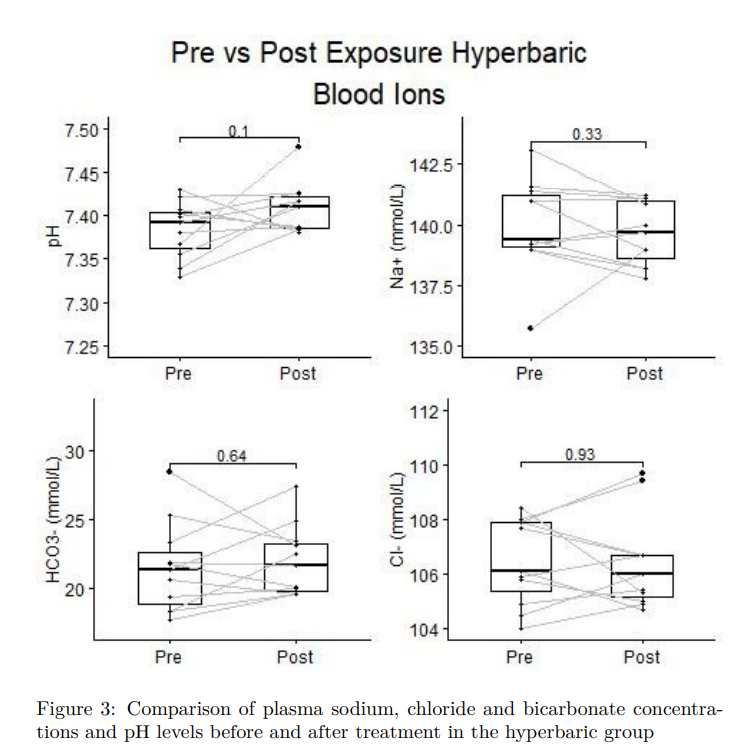 Pre vs Post Exposure Hyperbaric
Blood Ions
7.50
7.45
7.40
7.35
7.30
7.25
pH
0.1
Pre Post
142.5
140.0
137.5
135.0
Na+ (mmol/L)
0.33
Pre Post
30
25
20
HCO3- (mmol/L)
0.64
Pre Post
112
110
108
106
104
Cl- (mmol/L)
0.93
Pre Post
Figure 3: Comparison of plasma sodium, chloride and bicarbonate concentra-
tions and pH levels before and after treatment in the hyperbaric group